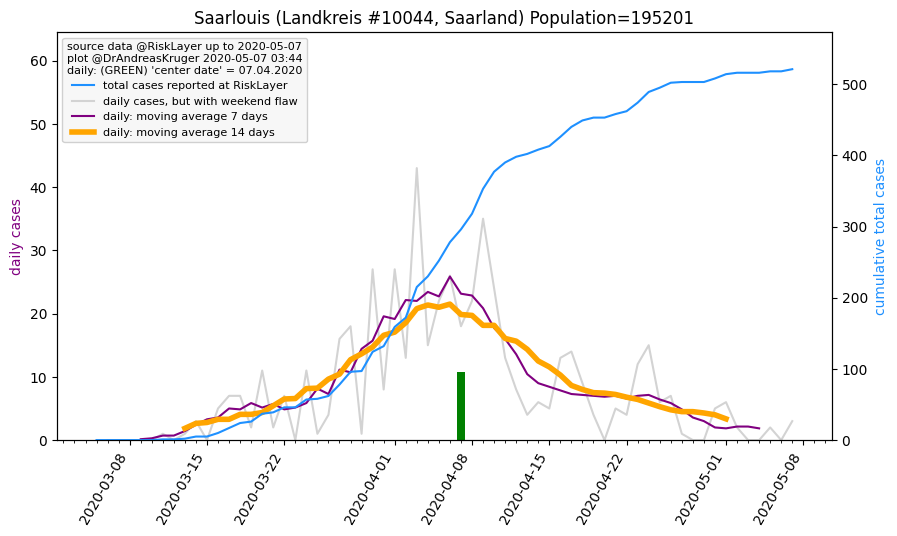 Saarlouis (Landkreis #10044, Saarland) Population=195201
source data @RiskLayer up to 2020-05-07
plot @DrAndreasKruger 2020-05-07 03:44
daily: (GREEN) 'center date' = 07.04.2020
total cases reported at RiskLayer
daily cases, but with weekend flaw
daily: moving average 7 days
daily: moving average 14 days
daily cases
60
50
40
30
20
10
0
cumulative total cases
500
400
300
200
100
0
2020-03-08
2020-03-15
2020-03-22
2020-04-01
2020-04-08
2020-04-15
2020-04-22
2020-05-01
2020-05-08